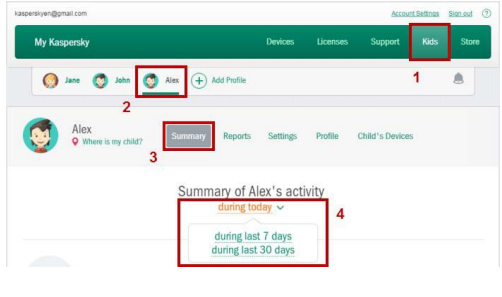 kasperskyen@gmail.com Account Settings Sign out ?
My Kaspersky Devices Licenses Support Kids Store
1
Jane John Alex + Add Profile
2
Alex
Where is my child?
Summary Reports Settings Profile Child's Devices
3
Summary of Alex's activity
during today
4
during last 7 days
during last 30 days